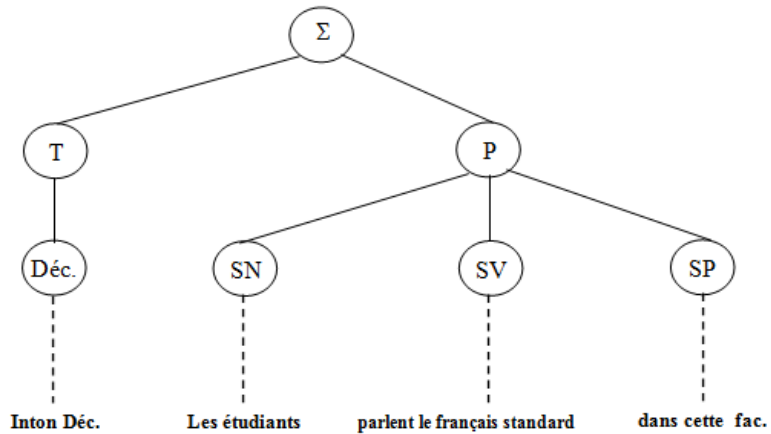 Σ
T P
Déc. SN SV SP
Inton Déc. Les étudiants parlent le français standard dans cette fac.